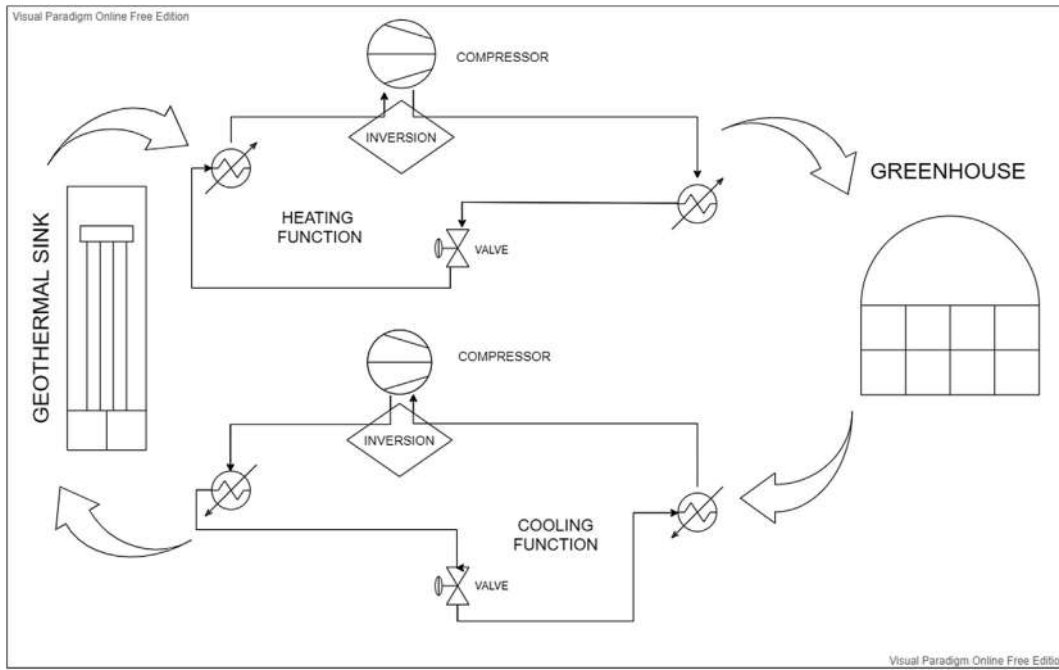 Visual Paradigm Online Free Edition
COMPRESSOR
INVERSION
GREENHOUSE
HEATING
FUNCTION
VALVE
GEOTHERMAL SINK
COMPRESSOR
INVERSION
COOLING
FUNCTION
VALVE
Visual Paradigm Online Free Edition